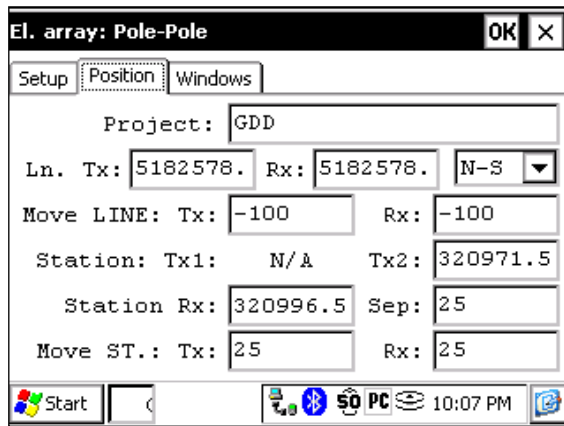 El. array: Pole-Pole OK ×
Setup Position Windows
Project: GDD
Ln. Tx: 5182578. Rx: 5182578. N-S
Move LINE: Tx: -100 Rx: -100
Station: Tx1: N/A Tx2: 320971.5
Station Rx: 320996.5 Sep: 25
Move ST.: Tx: 25 Rx: 25
Start 50 PC 10:07 PM